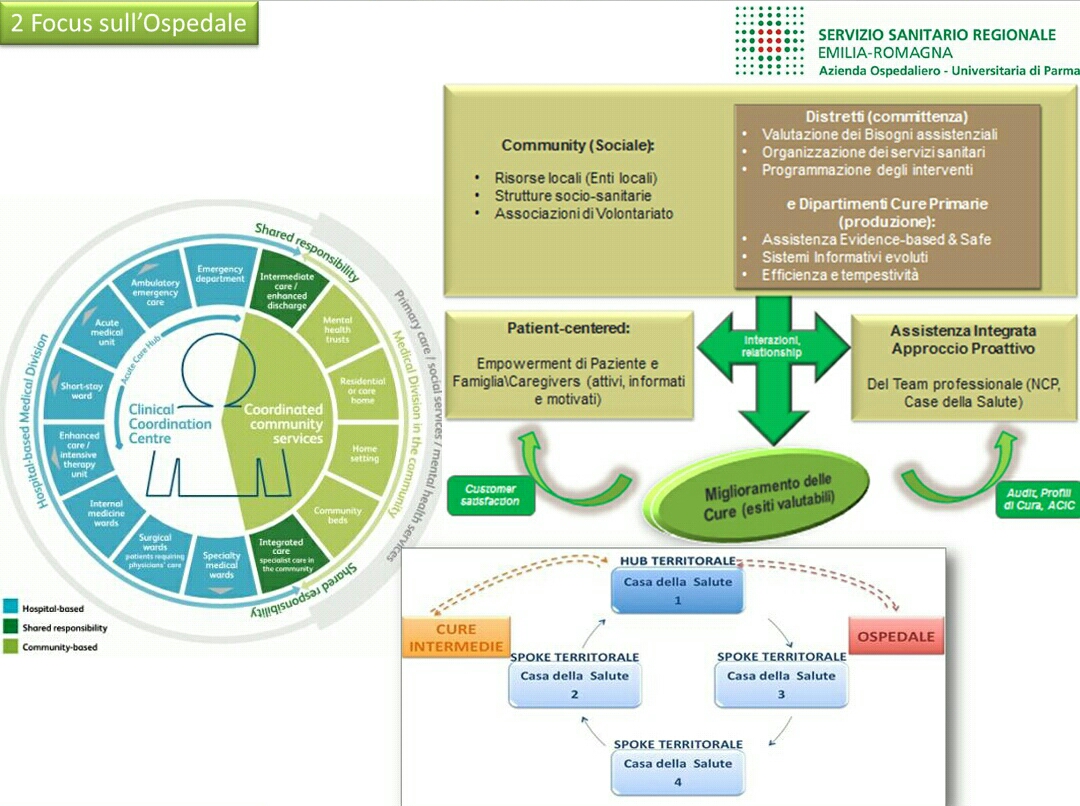 2 Focus sull'Ospedale
SERVIZIO SANITARIO REGIONALE
EMILIA-ROMAGNA
Azienda Ospedaliero - Universitaria di Parma
Community (Sociale):
• Risorse locali (Enti locali)
• Strutture socio-sanitarie
• Associazioni di Volontariato
Distretti (committenza)
• Valutazione dei Bisogni assistenziali
• Organizzazione dei servizi sanitari
• Programmazione degli interventi
e Dipartimenti Cure Primarie
(produzione):
• Assistenza Evidence-based & Safe
• Sistemi Informativi evoluti
• Efficienza e tempestività
Patient-centered:
Empowerment di Paziente e
Famiglia\Caregivers (attivi, informati
e motivati)
Interazioni,
relationship
Assistenza Integrata
Approccio Proattivo
Del Team professionale (NCP,
Case della Salute)
Customer
satisfaction
Miglioramento delle
Cure (esiti valutabili)
Audit, Profili
di Cura, ACIC
Shared responsibility
Hospital-based Medical Division
Primary care / social services / mental health services
Medical Division in the community
Shared responsibility
Emergency
department
Intermediate
care /
enhanced
discharge
Mental
health
trusts
Residential
or care
home
Home
setting
Community
beds
Integrated
care
specialist care in
the community
Specialty
medical
wards
Surgical
wards
patients requiring
physicians' care
Internal
medicine
wards
Enhanced
care /
intensive
therapy
unit
Short-stay
ward
Acute
medical
unit
Ambulatory
emergency
care
Acute Care Hub
Clinical
Coordination
Centre
Coordinated
community
services
Hospital-based
Shared responsibility
Community-based
HUB TERRITORALE
Casa della Salute
1
CURE
INTERMEDIE
OSPEDALE
SPOKE TERRITORALE
Casa della Salute
2
SPOKE TERRITORALE
Casa della Salute
3
SPOKE TERRITORALE
Casa della Salute
4